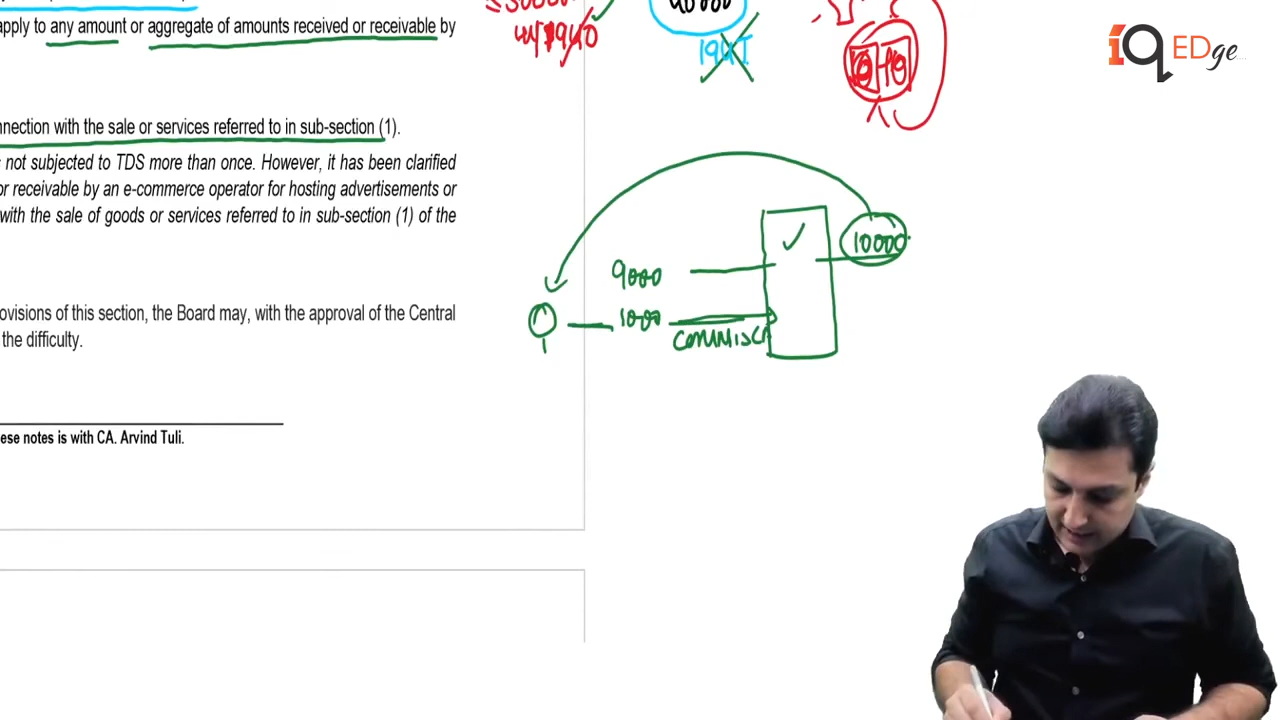 apply to any amount or aggregate of amounts received or receivable by
iQ EDge...
194I
nnection with the sale or services referred to in sub-section (1).
not subjected to TDS more than once. However, it has been clarified
or receivable by an e-commerce operator for hosting advertisements or
with the sale of goods or services referred to in sub-section (1) of the
10000
9000
1000
ovisions of this section, the Board may, with the approval of the Central
the difficulty.
ese notes is with CA. Arvind Tuli.